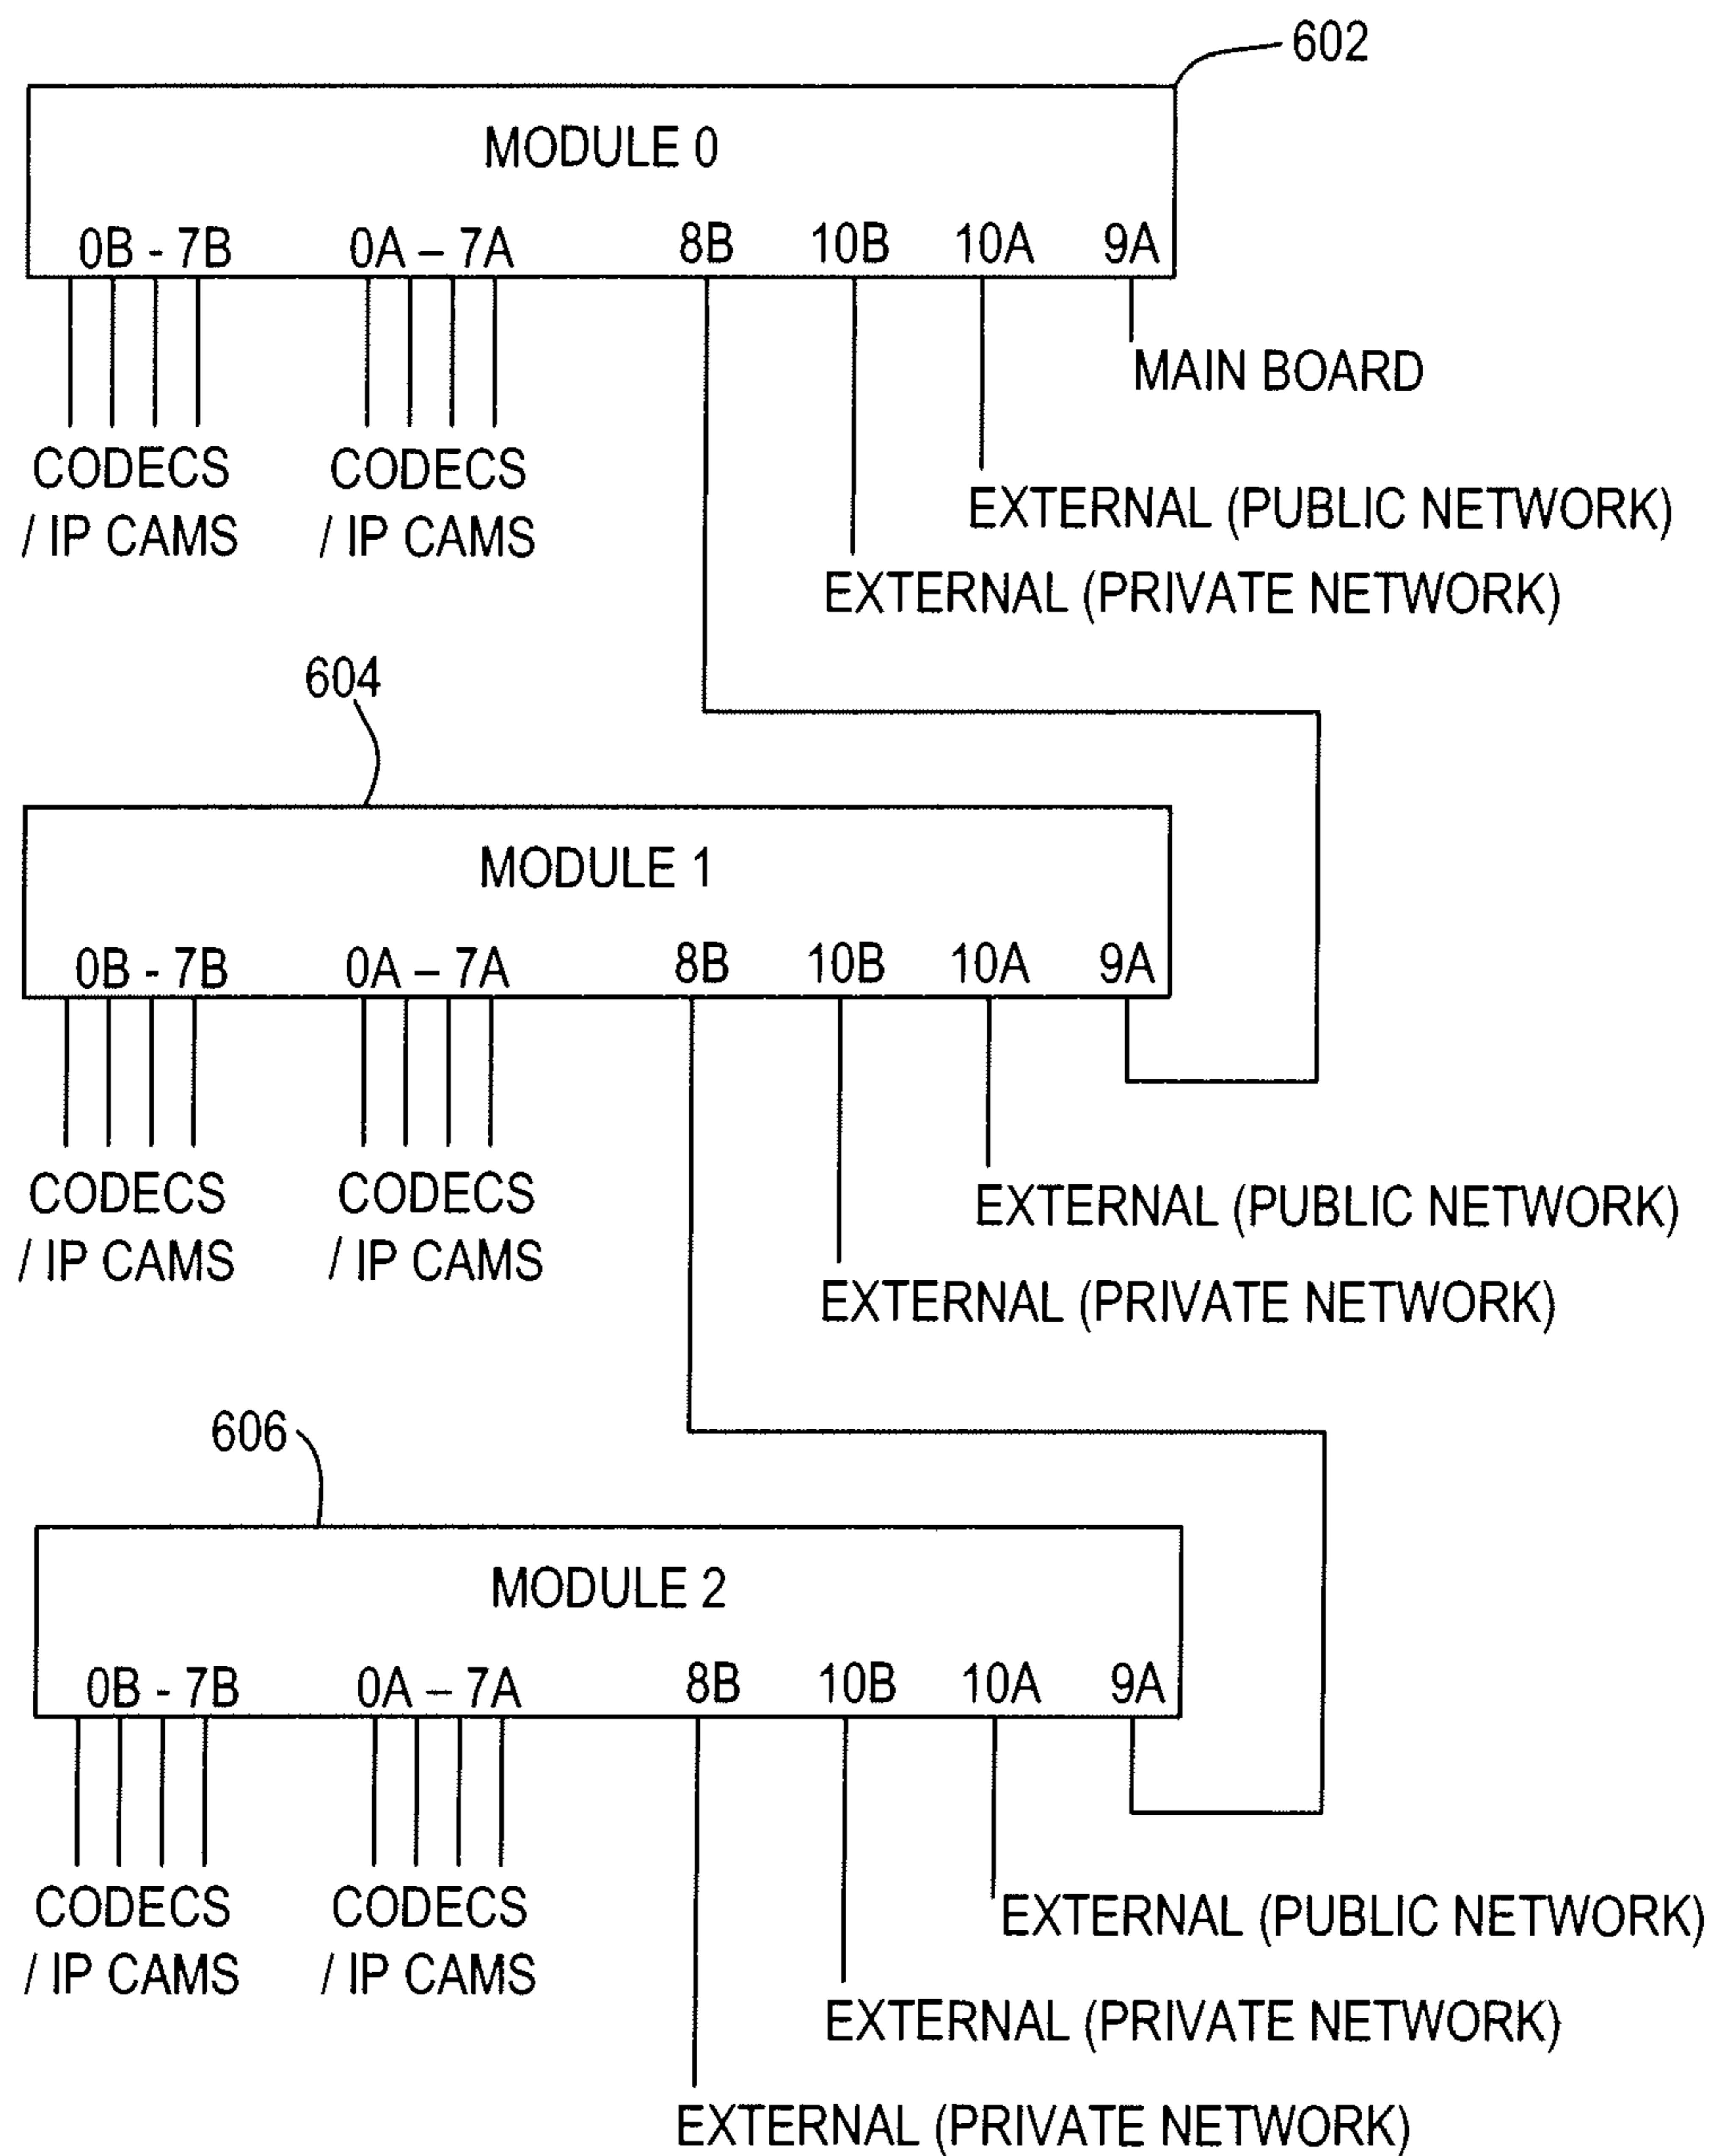 602
MODULE 0
0B - 7B 0A – 7A 8B 10B 10A 9A
MAIN BOARD
CODECS
/ IP CAMS
CODECS
/ IP CAMS
EXTERNAL (PUBLIC NETWORK)
EXTERNAL (PRIVATE NETWORK)
604
MODULE 1
0B - 7B 0A – 7A 8B 10B 10A 9A
CODECS
/ IP CAMS
CODECS
/ IP CAMS
EXTERNAL (PUBLIC NETWORK)
EXTERNAL (PRIVATE NETWORK)
606
MODULE 2
0B - 7B 0A – 7A 8B 10B 10A 9A
CODECS
/ IP CAMS
CODECS
/ IP CAMS
EXTERNAL (PUBLIC NETWORK)
EXTERNAL (PRIVATE NETWORK)
EXTERNAL (PRIVATE NETWORK)